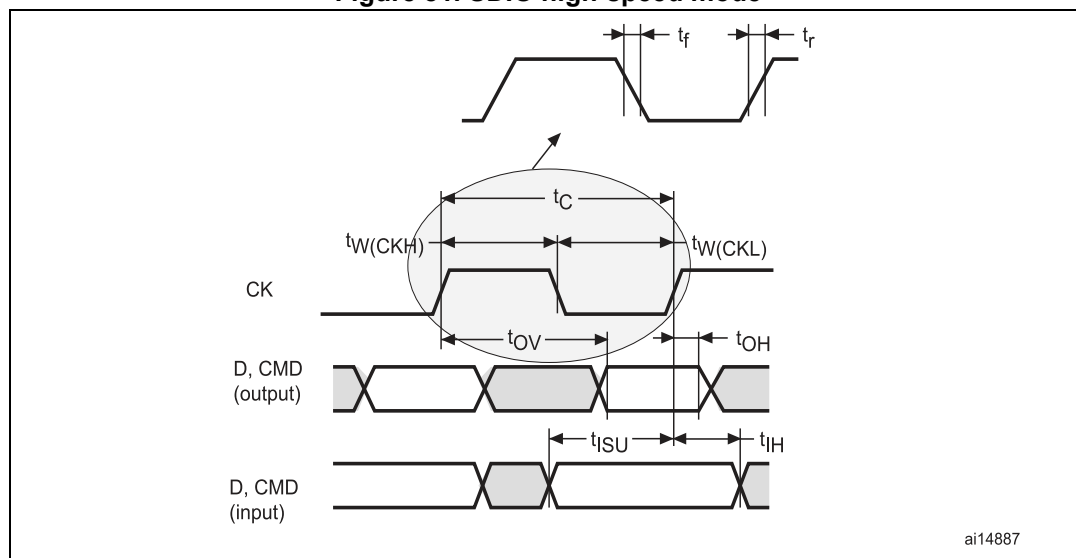 Figure SDIO high-speed mode
tf
tr
tC
tW(CKH)
tW(CKL)
CK
tOV
tOH
D, CMD
(output)
tISU
tIH
D, CMD
(input)
ai14887